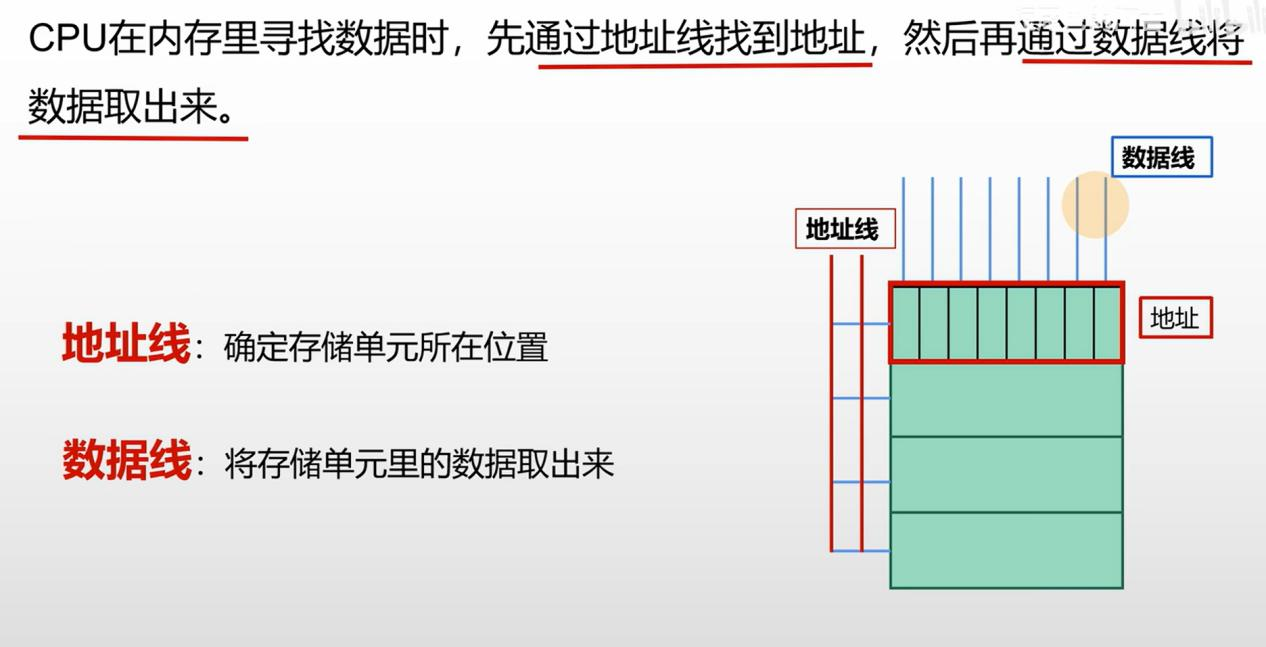 CPU在内存里寻找数据时，先通过地址线找到地址，然后再通过数据线将
数据取出来。
数据线
地址线
地址
地址线：确定存储单元所在位置
数据线：将存储单元里的数据取出来